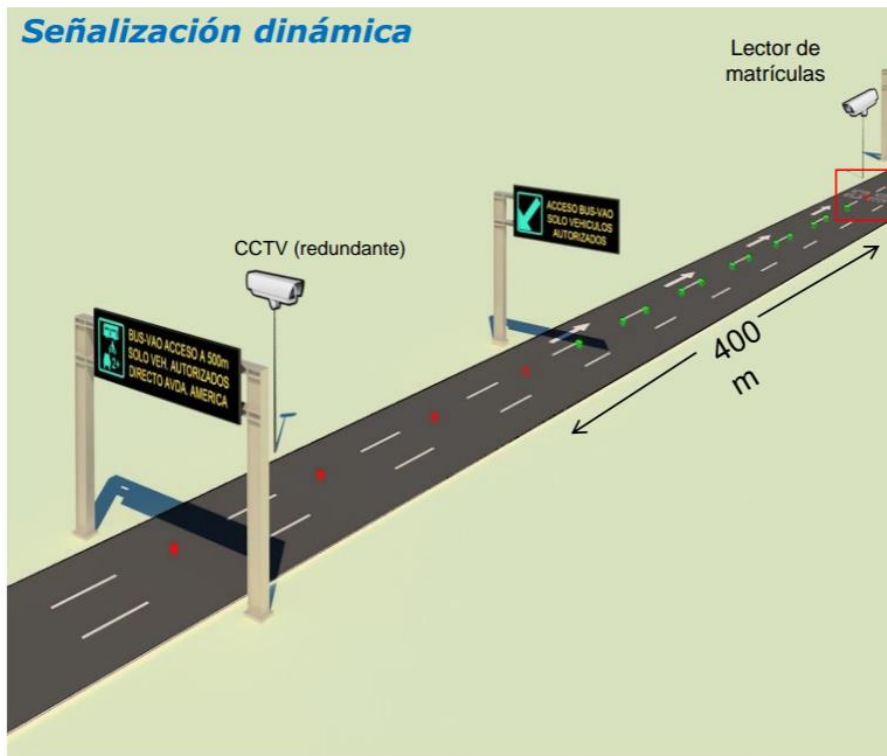 Señalización dinámica
Lector de
matrículas
ACCESO BUS-VAO
SOLO VEHICULOS
AUTORIZADOS
CCTV (redundante)
BUS-VAO ACCESO A 500m
SOLO VEH. AUTORIZADOS
DIRECTO AVDA. AMERICA
2+
400
m